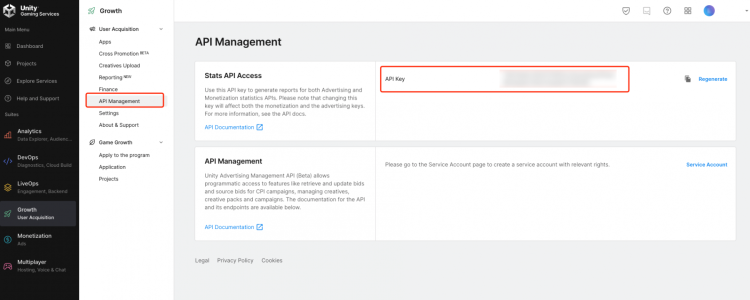 Unity
Gaming Services
Main Menu
Dashboard
Projects
Explore Services
Help and Support
Suites
Analytics
Data Explorer, Audienc...
DevOps
Diagnostics, Cloud Build
LiveOps
Engagement, Backend
Growth
User Acquisition
Monetization
Ads
Multiplayer
Hosting, Voice & Chat
Growth
User Acquisition
Apps
Cross Promotion BETA
Creatives Upload
Reporting NEW
Finance
API Management
Settings
About & Support
Game Growth
Apply to the program
Application
Projects
API Management
Stats API Access
Use this API key to generate reports for both Advertising and
Monetization statistics APIs. Please note that changing this
key will affect both the monetization and the advertising keys.
For more information, see the API docs.
API Documentation
API Key
Regenerate
API Management
Unity Advertising Management API (Beta) allows
programmatic access to features like retrieve and update bids
and source bids for CPI campaigns, managing creatives,
creative packs and campaigns. The documentation for the API
and its endpoints are available below.
API Documentation
Please go to the Service Account page to create a service account with relevant rights.
Service Account
Legal Privacy Policy Cookies